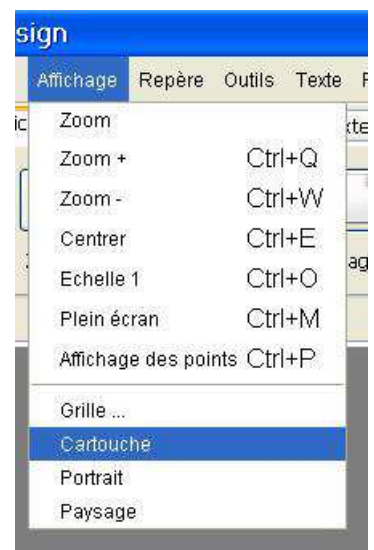 sign
Affichage Repère Outils Texte
Zoom
Zoom + Ctrl+Q
Zoom - Ctrl+W
Centrer Ctrl+E
Echelle 1 Ctrl+O
Plein écran Ctrl+M
Affichage des points Ctrl+P
Grille ...
Cartouche
Portrait
Paysage